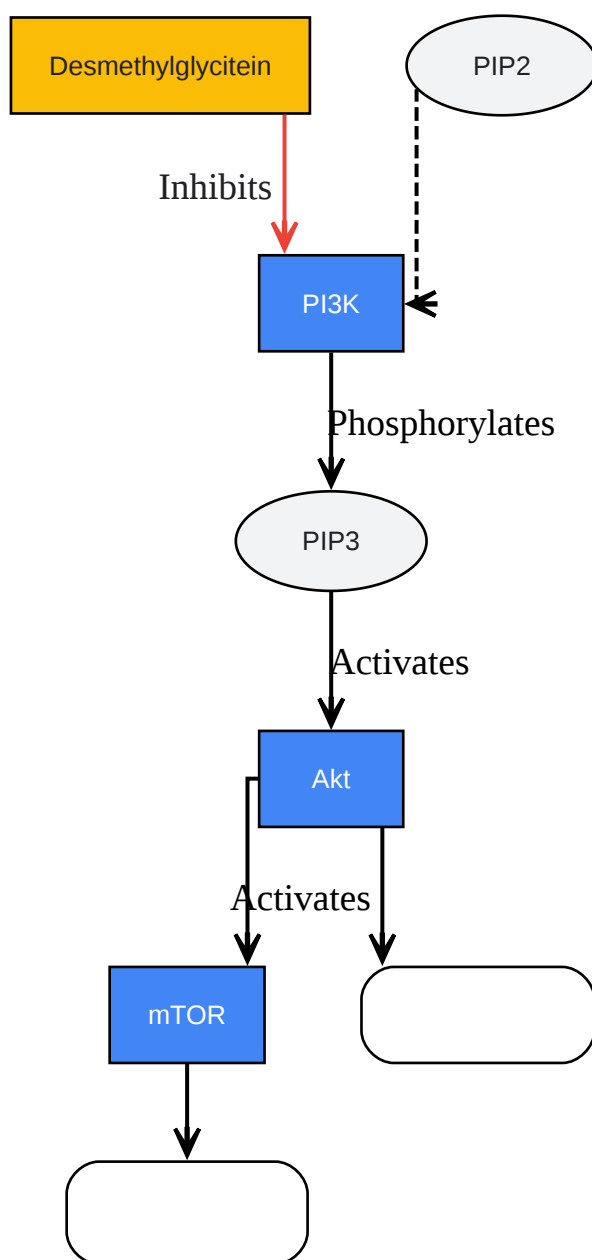 Desmethylglycitein
PIP2
Inhibits
PI3K
Phosphorylates
PIP3
Activates
Akt
Activates
mTOR